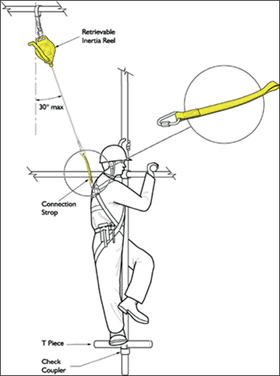 Retrievable
Inertia Reel
30° max
Connection
Strop
T Piece
Check
Coupler